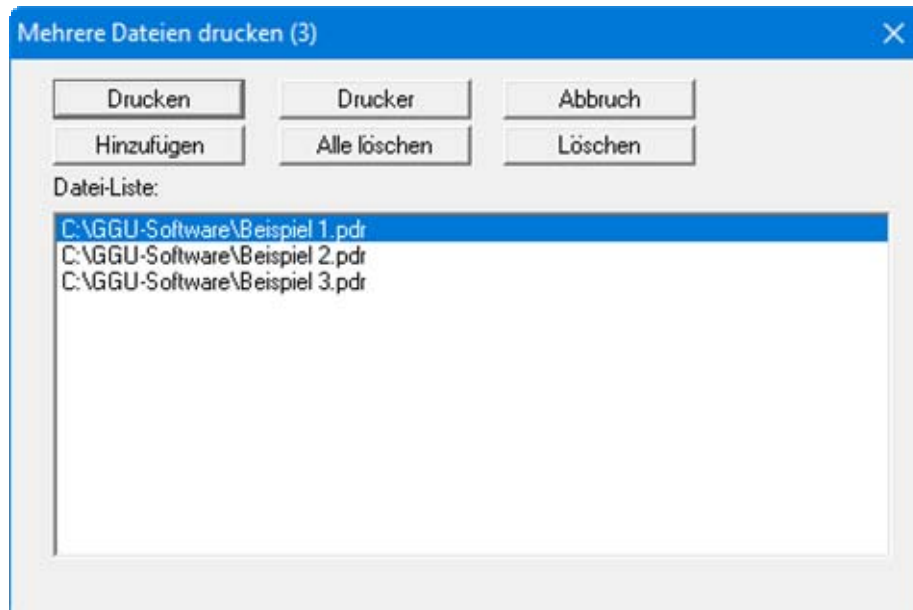 Mehrere Dateien drucken (3)
Drucken Drucker Abbruch
Hinzufügen Alle löschen Löschen
Datei-Liste:
C:\GGU-Software\Beispiel 1.pdr
C:\GGU-Software\Beispiel 2.pdr
C:\GGU-Software\Beispiel 3.pdr